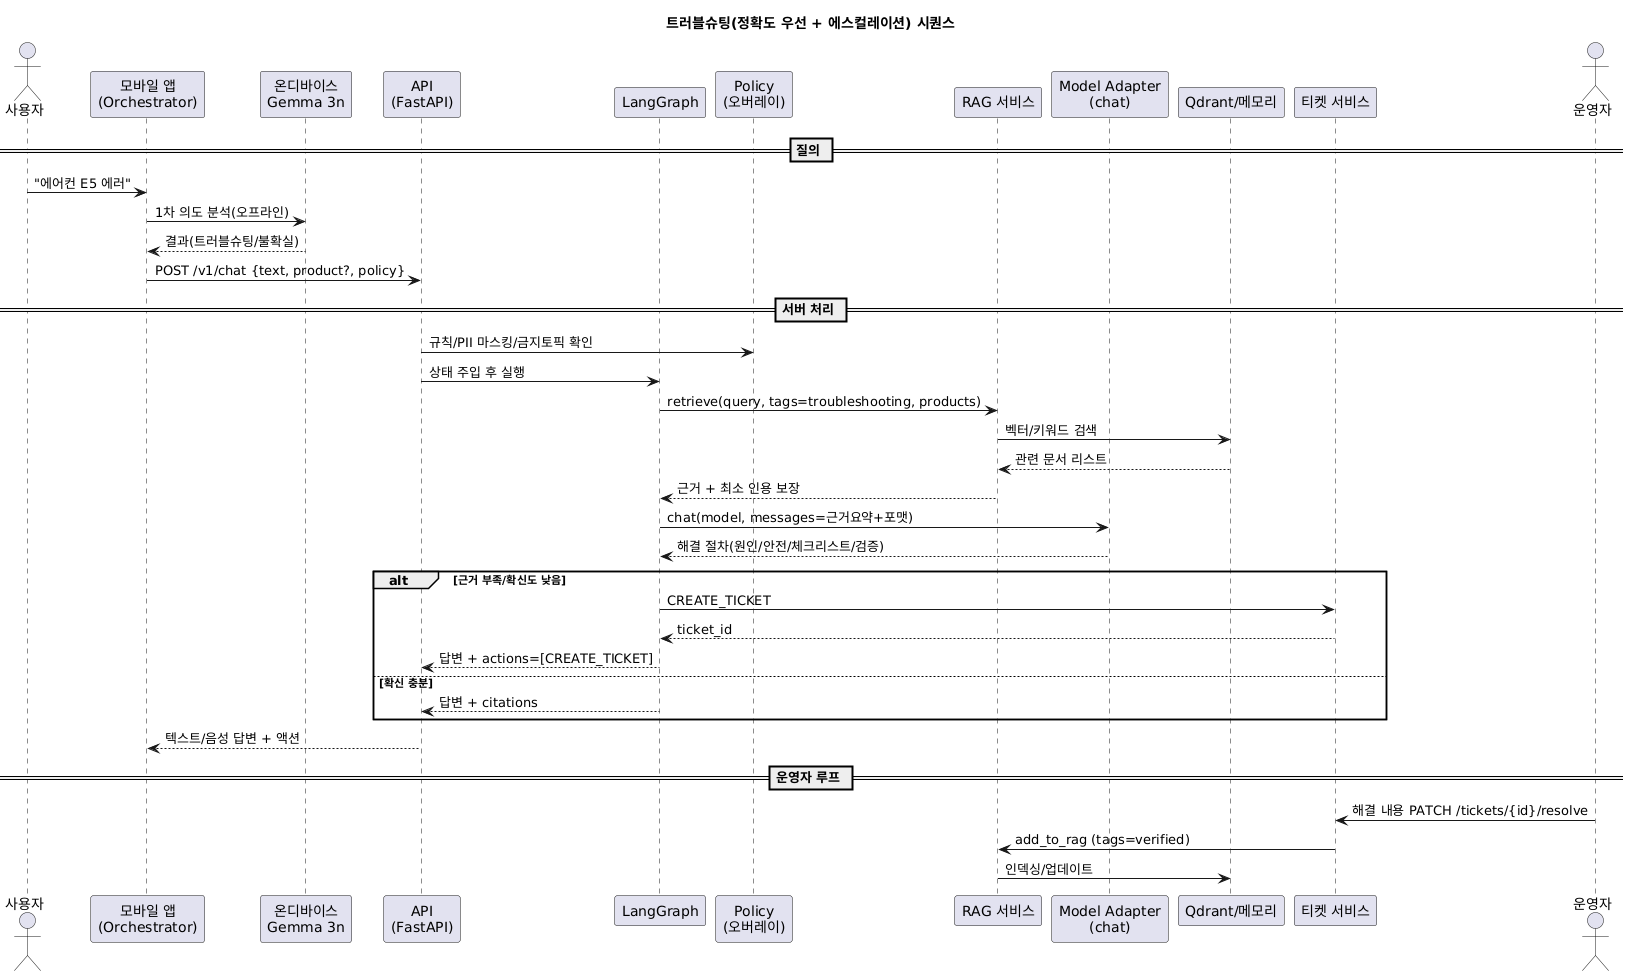 트러블슈팅(정확도 우선 + 에스컬레이션) 시퀀스
사용자
모바일 앱
(Orchestrator)
온디바이스
Gemma 3n
API
(FastAPI)
LangGraph
Policy
(오버레이)
RAG 서비스
Model Adapter
(chat)
Qdrant/메모리
티켓 서비스
운영자
질의
"에어컨 E5 에러"
1차 의도 분석(오프라인)
결과(트러블슈팅/불확실)
POST /v1/chat {text, product?, policy}
서버 처리
규칙/PII 마스킹/금지토픽 확인
상태 주입 후 실행
retrieve(query, tags=troubleshooting, products)
벡터/키워드 검색
관련 문서 리스트
근거 + 최소 인용 보장
chat(model, messages=근거요약+포맷)
해결 절차(원인/안전/체크리스트/검증)
alt [근거 부족/확신도 낮음]
CREATE_TICKET
ticket_id
답변 + actions=[CREATE_TICKET]
[확신 충분]
답변 + citations
텍스트/음성 답변 + 액션
운영자 루프
해결 내용 PATCH /tickets/{id}/resolve
add_to_rag (tags=verified)
인덱싱/업데이트
사용자
모바일 앱
(Orchestrator)
온디바이스
Gemma 3n
API
(FastAPI)
LangGraph
Policy
(오버레이)
RAG 서비스
Model Adapter
(chat)
Qdrant/메모리
티켓 서비스
운영자